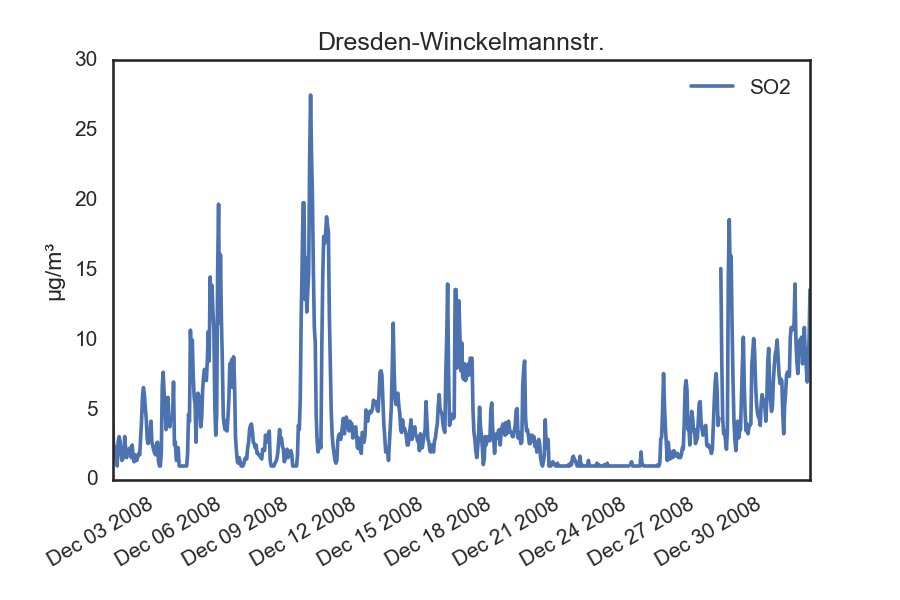 Dresden-Winckelmannstr.
SO2
µg/m³
30
25
20
15
10
5
0
Dec 03 2008
Dec 06 2008
Dec 09 2008
Dec 12 2008
Dec 15 2008
Dec 18 2008
Dec 21 2008
Dec 24 2008
Dec 27 2008
Dec 30 2008